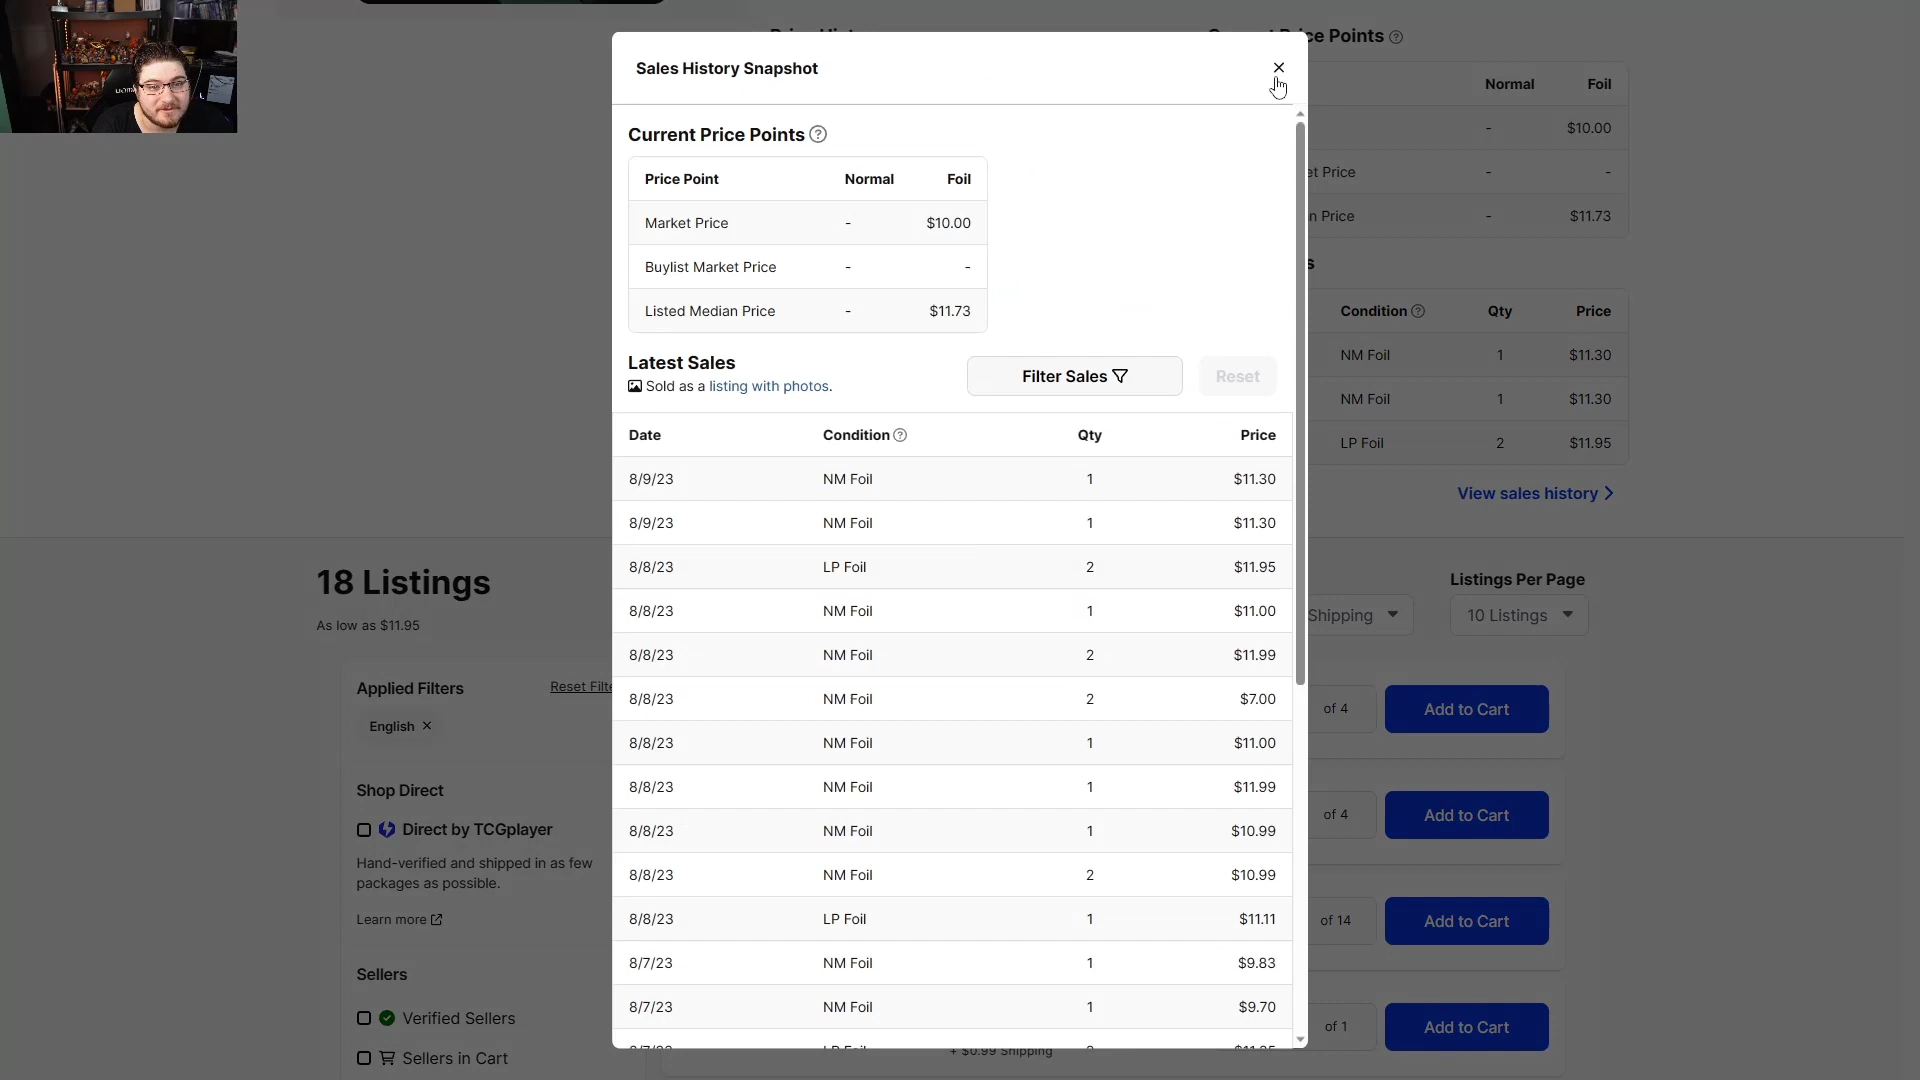 Sales History Snapshot
Current Price Points
Price Point Normal Foil
Market Price - $10.00
Buylist Market Price - -
Listed Median Price - $11.73
Latest Sales
Sold as a listing with photos.
Filter Sales
Reset
Date Condition Qty Price
8/9/23 NM Foil 1 $11.30
8/9/23 NM Foil 1 $11.30
8/8/23 LP Foil 2 $11.95
8/8/23 NM Foil 1 $11.00
8/8/23 NM Foil 2 $11.99
8/8/23 NM Foil 2 $7.00
8/8/23 NM Foil 1 $11.00
8/8/23 NM Foil 1 $11.99
8/8/23 NM Foil 1 $10.99
8/8/23 NM Foil 2 $10.99
8/8/23 LP Foil 1 $11.11
8/7/23 NM Foil 1 $9.83
8/7/23 NM Foil 1 $9.70
ce Points
Normal Foil
- $10.00
et Price - -
n Price - $11.73
s
Condition Qty Price
NM Foil 1 $11.30
NM Foil 1 $11.30
LP Foil 2 $11.95
View sales history
18 Listings
As low as $11.95
Shipping
Listings Per Page
10 Listings
Applied Filters
Reset Filte
English
Shop Direct
Direct by TCGplayer
Hand-verified and shipped in as few
packages as possible.
Learn more
Sellers
Verified Sellers
Sellers in Cart
of 4 Add to Cart
of 4 Add to Cart
of 14 Add to Cart
of 1 Add to Cart
+ $0.99 Shipping